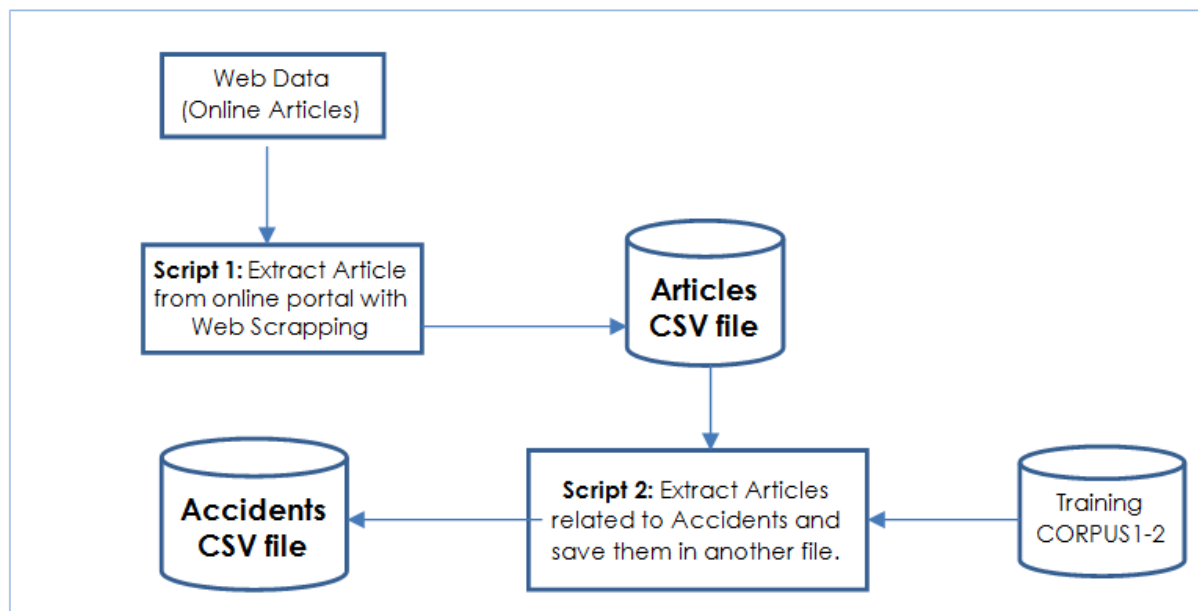 Web Data
(Online Articles)
Script 1: Extract Article
from online portal with
Web Scrapping
Articles
CSV file
Accidents
CSV file
Script 2: Extract Articles
related to Accidents and
save them in another file.
Training
CORPUS1-2